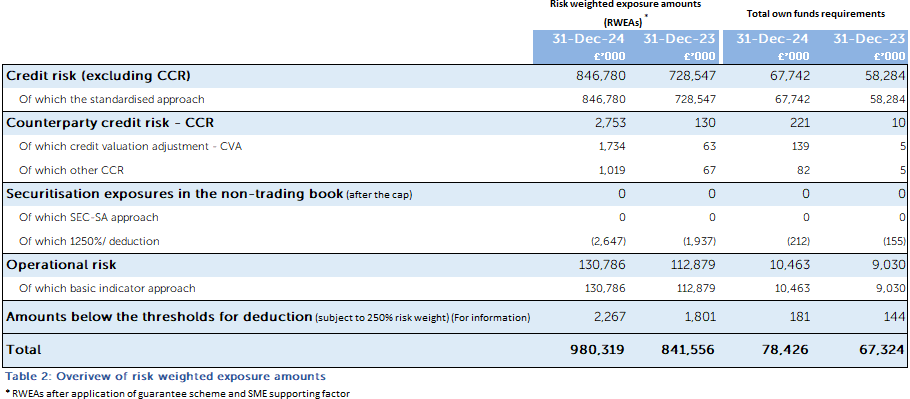 Risk weighted exposure amounts (RWEAs) * Total own funds requirements
31-Dec-24 31-Dec-23 31-Dec-24 31-Dec-23
£'000 £'000 £'000 £'000
Credit risk (excluding CCR) 846,780 728,547 67,742 58,284
Of which the standardised approach 846,780 728,547 67,742 58,284
Counterparty credit risk - CCR 2,753 130 221 10
Of which credit valuation adjustment - CVA 1,734 63 139 5
Of which other CCR 1,019 67 82 5
Securitisation exposures in the non-trading book (after the cap) 0 0 0 0
Of which SEC-SA approach 0 0 0 0
Of which 1250%/ deduction (2,647) (1,937) (212) (155)
Operational risk 130,786 112,879 10,463 9,030
Of which basic indicator approach 130,786 112,879 10,463 9,030
Amounts below the thresholds for deduction (subject to 250% risk weight) (For information) 2,267 1,801 181 144
Total 980,319 841,556 78,426 67,324
Table 2: Overivew of risk weighted exposure amounts
* RWEAs after application of guarantee scheme and SME supporting factor